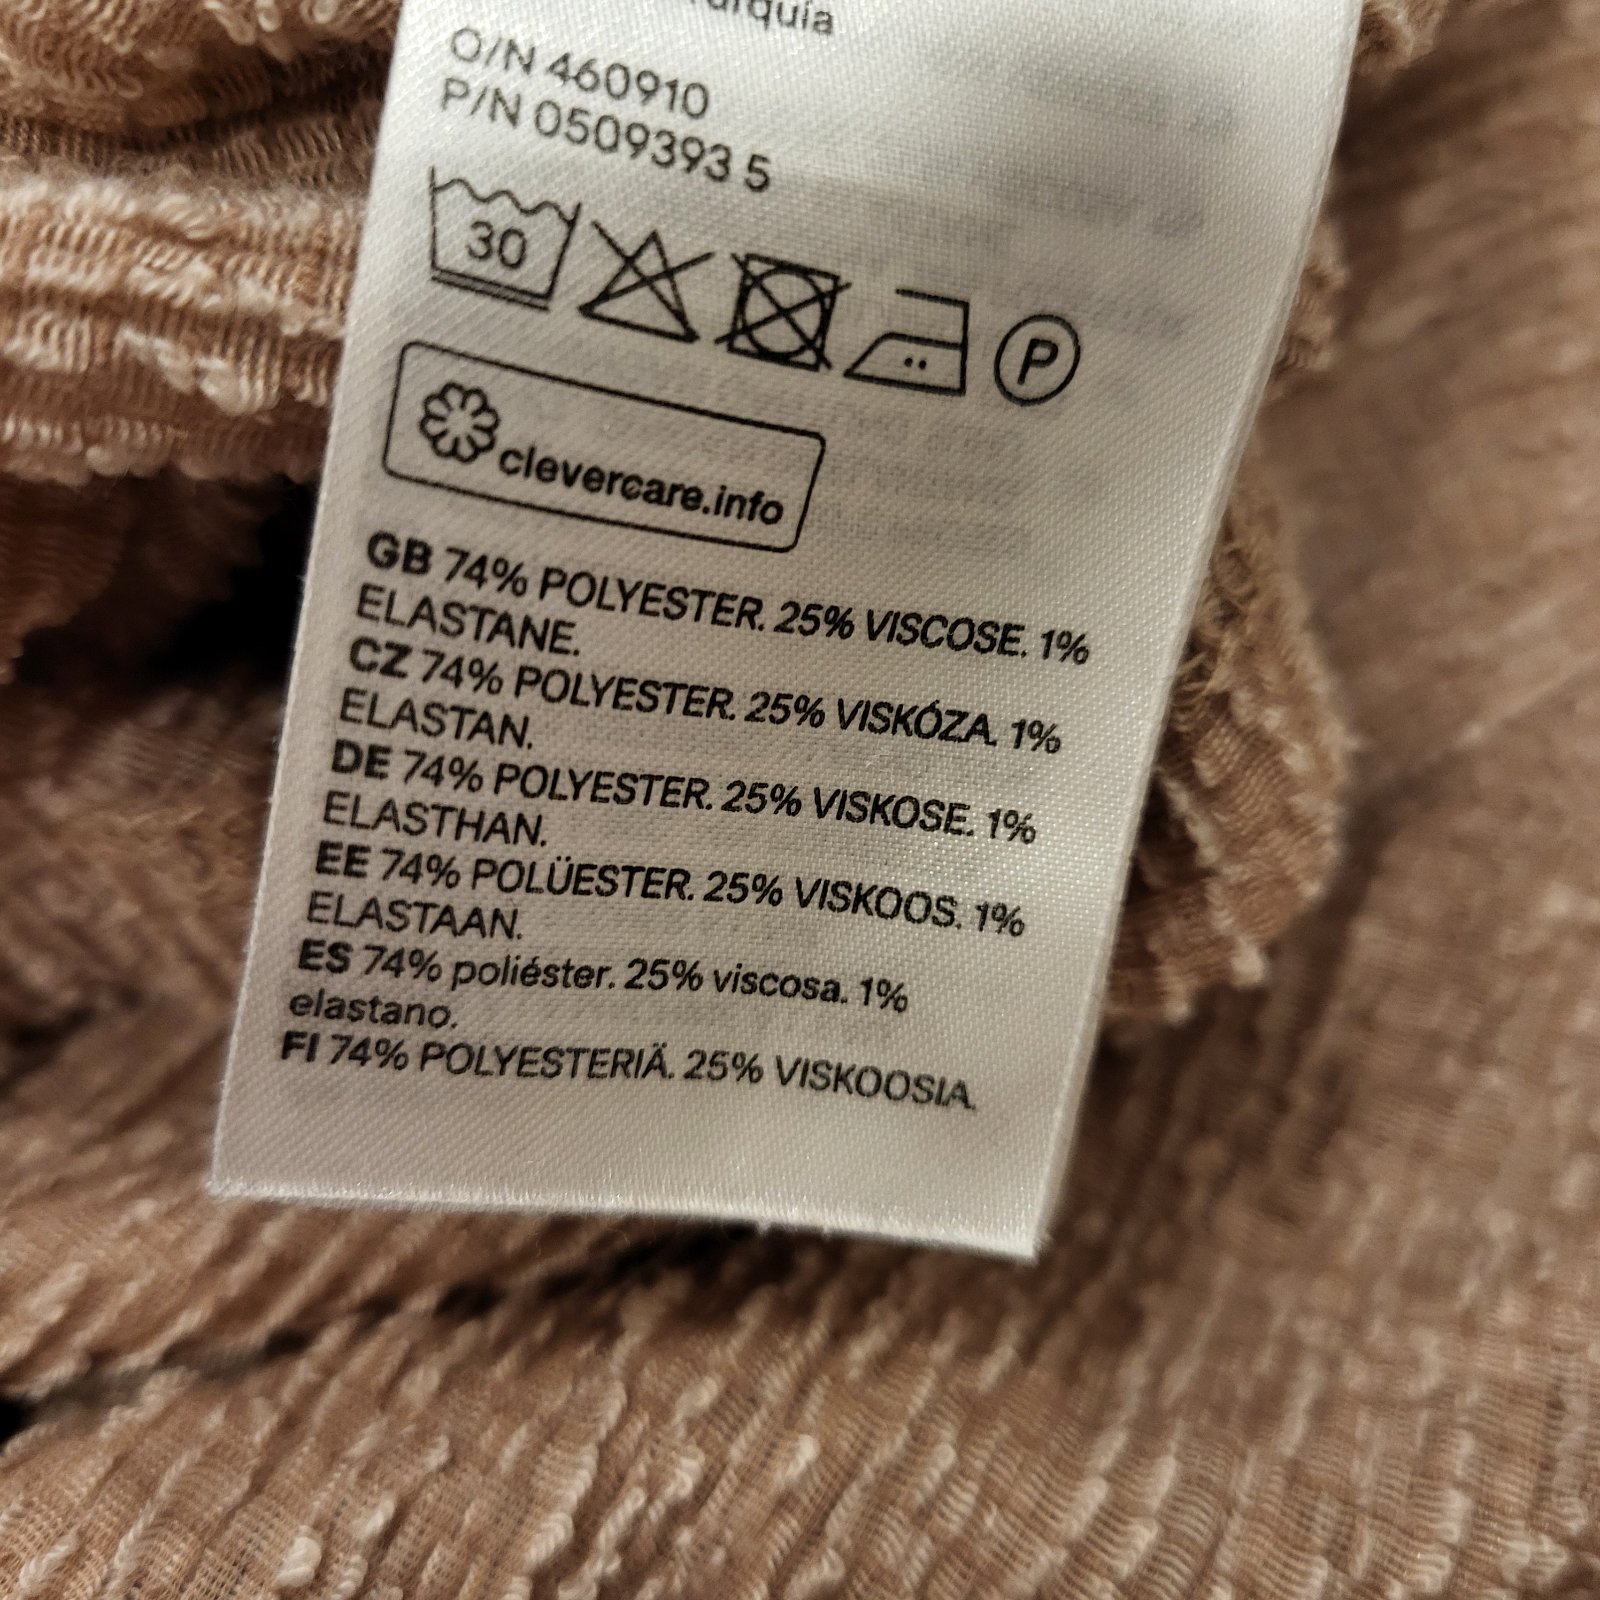 O/N 460910
P/N 0509393 5
30
P
clevercare.info
GB 74% POLYESTER. 25% VISCOSE. 1%
ELASTANE.
CZ 74% POLYESTER. 25% VISKÓZA. 1%
ELASTAN.
DE 74% POLYESTER. 25% VISKOSE. 1%
ELASTHAN.
EE 74% POLÜESTER. 25% VISKOOS. 1%
ELASTAAN.
ES 74% poliéster. 25% viscosa. 1%
elastano.
FI 74% POLYESTERIÄ. 25% VISKOOSIA.